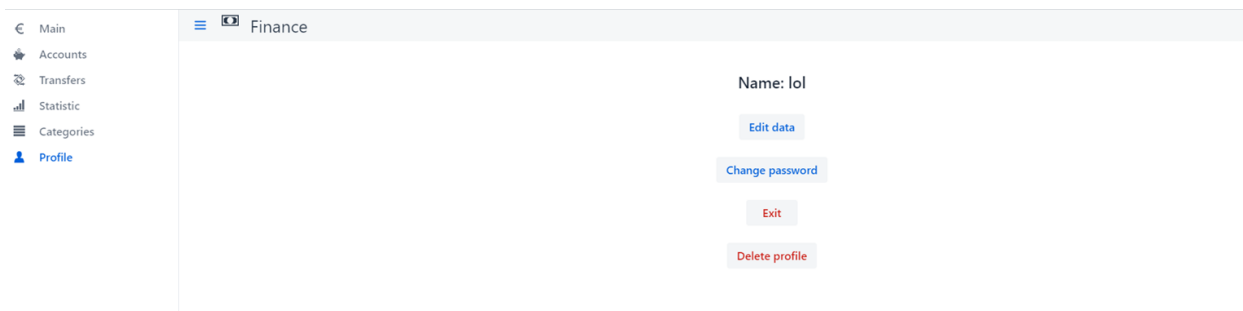 Main
Accounts
Transfers
Statistic
Categories
Profile
Finance
Name: lol
Edit data
Change password
Exit
Delete profile